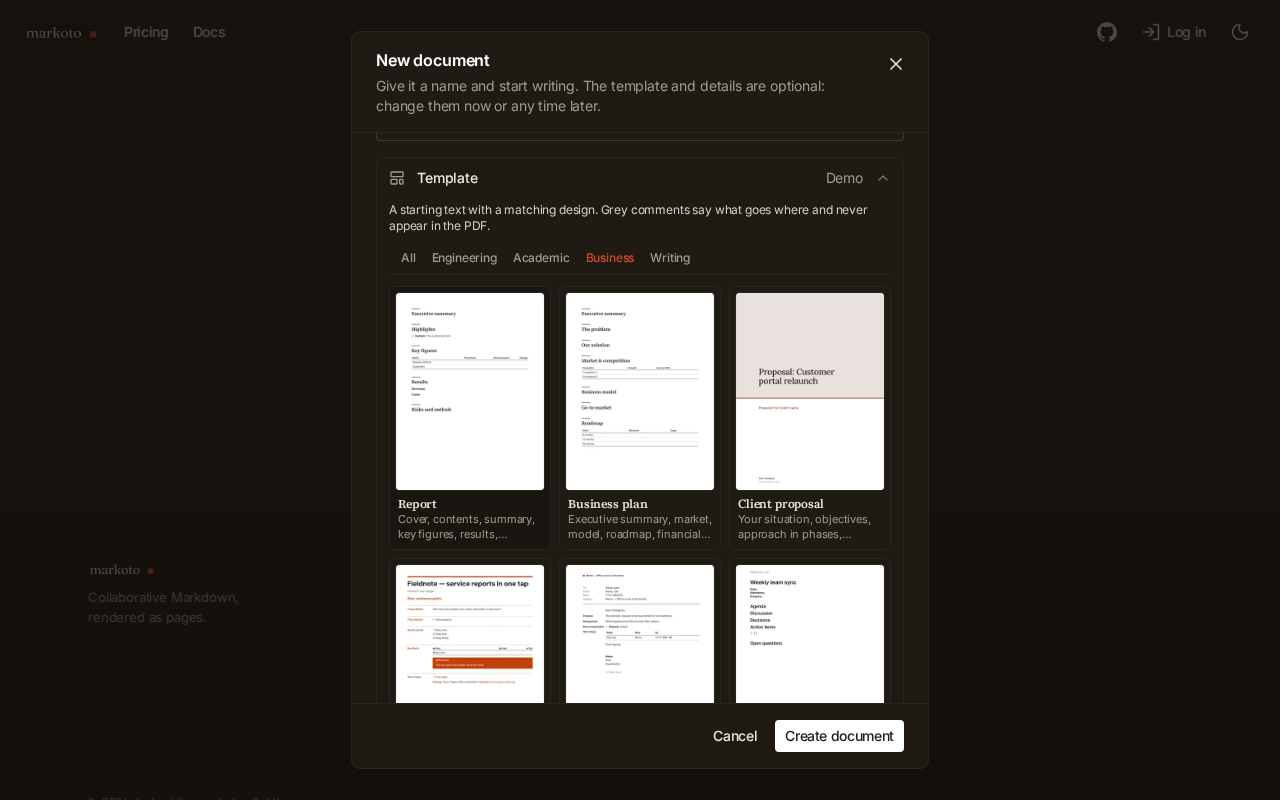 markoto
Pricing
Docs
Log in
New document
Give it a name and start writing. The template and details are optional:
change them now or any time later.
Template
Demo
A starting text with a matching design. Grey comments say what goes where and never
appear in the PDF.
All
Engineering
Academic
Business
Writing
Executive summary
Highlights
Key figures
Results
Risks and outlook
Executive summary
The problem
Our solution
Market & competition
Business model
Go-to-market
Roadmap
Proposal: Customer
portal relaunch
Proposed for Client name
Report
Cover, contents, summary,
key figures, results,...
Business plan
Executive summary, market,
model, roadmap, financial...
Client proposal
Your situation, objectives,
approach in phases,...
Fieldnote — service reports in one tap
Weekly team sync
Agenda
Discussion
Decisions
Action items
Open questions
markoto
Collaborative Markdown,
rendered as pages.
Cancel
Create document